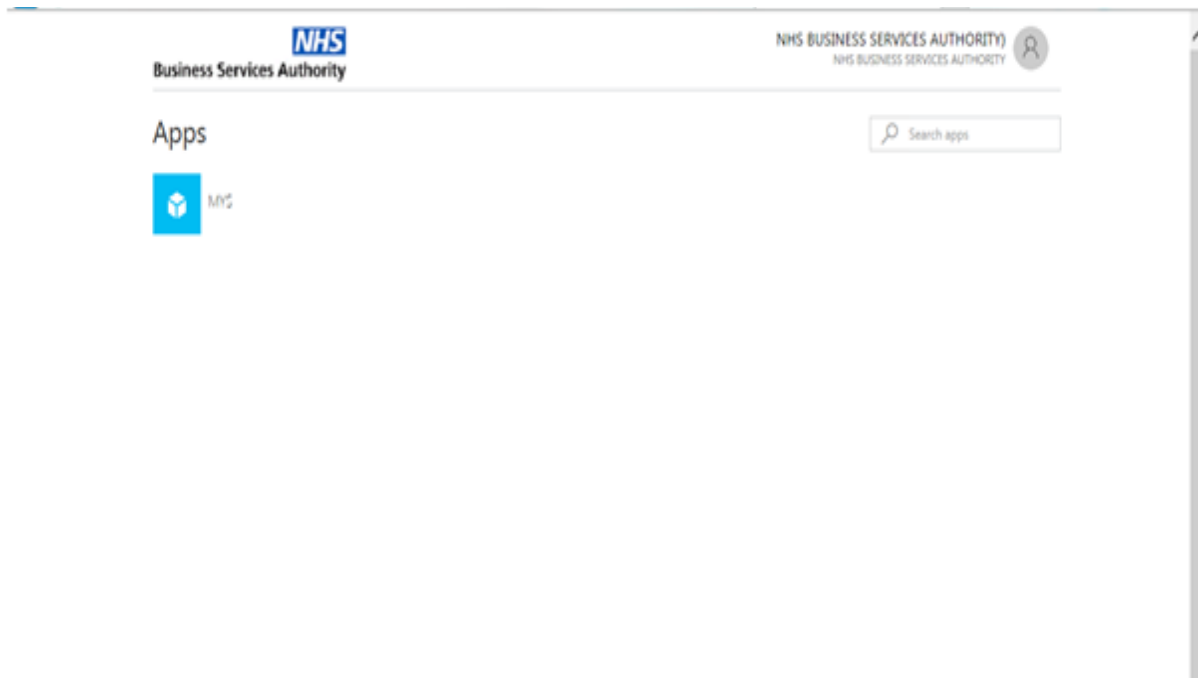 NHS
Business Services Authority
NHS BUSINESS SERVICES AUTHORITY)
NHS BUSINESS SERVICES AUTHORITY
Apps
Search apps
MYS